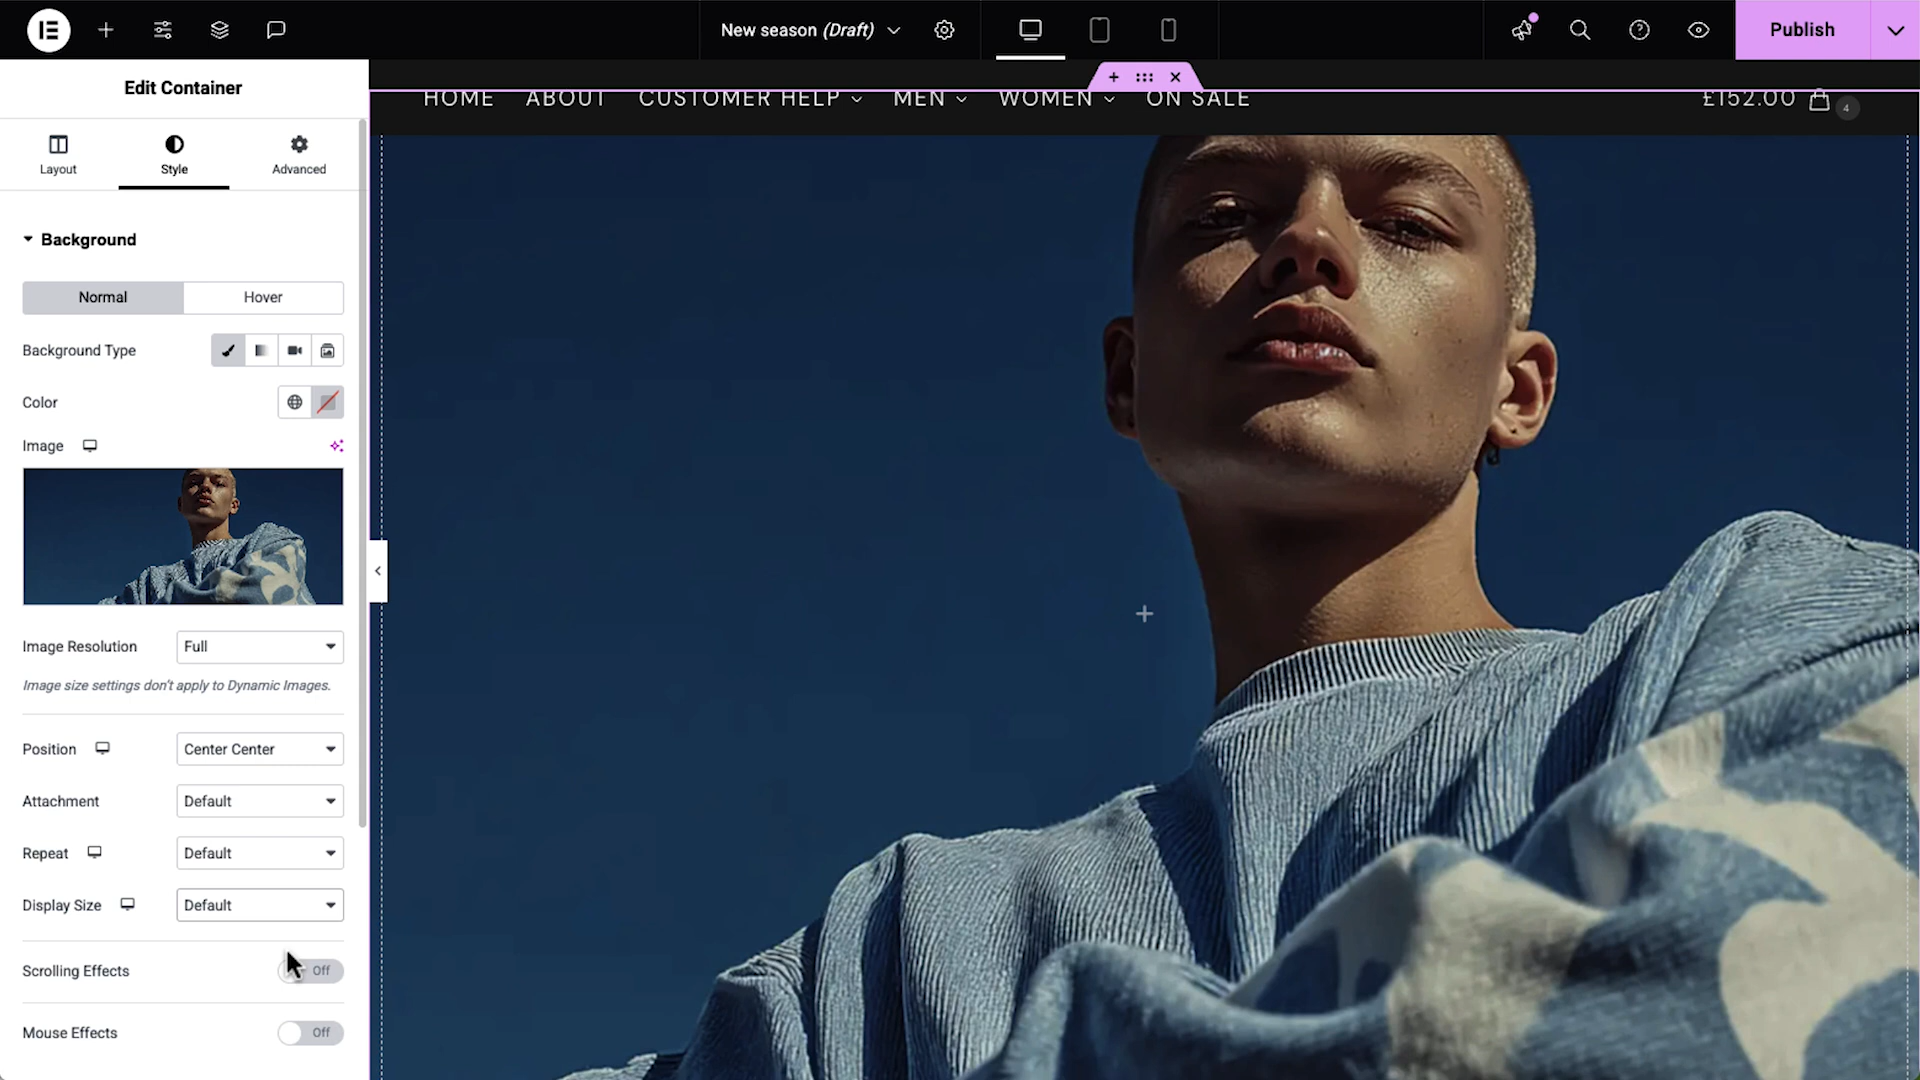 New season (Draft)
Publish
Edit Container
Layout
Style
Advanced
Background
Normal
Hover
Background Type
Color
Image
Image Resolution
Full
Image size settings don't apply to Dynamic Images.
Position
Center Center
Attachment
Default
Repeat
Default
Display Size
Default
Scrolling Effects
Off
Mouse Effects
Off
HOME
ABOUT
CUSTOMER HELP
MEN
WOMEN
ON SALE
£152.00
4